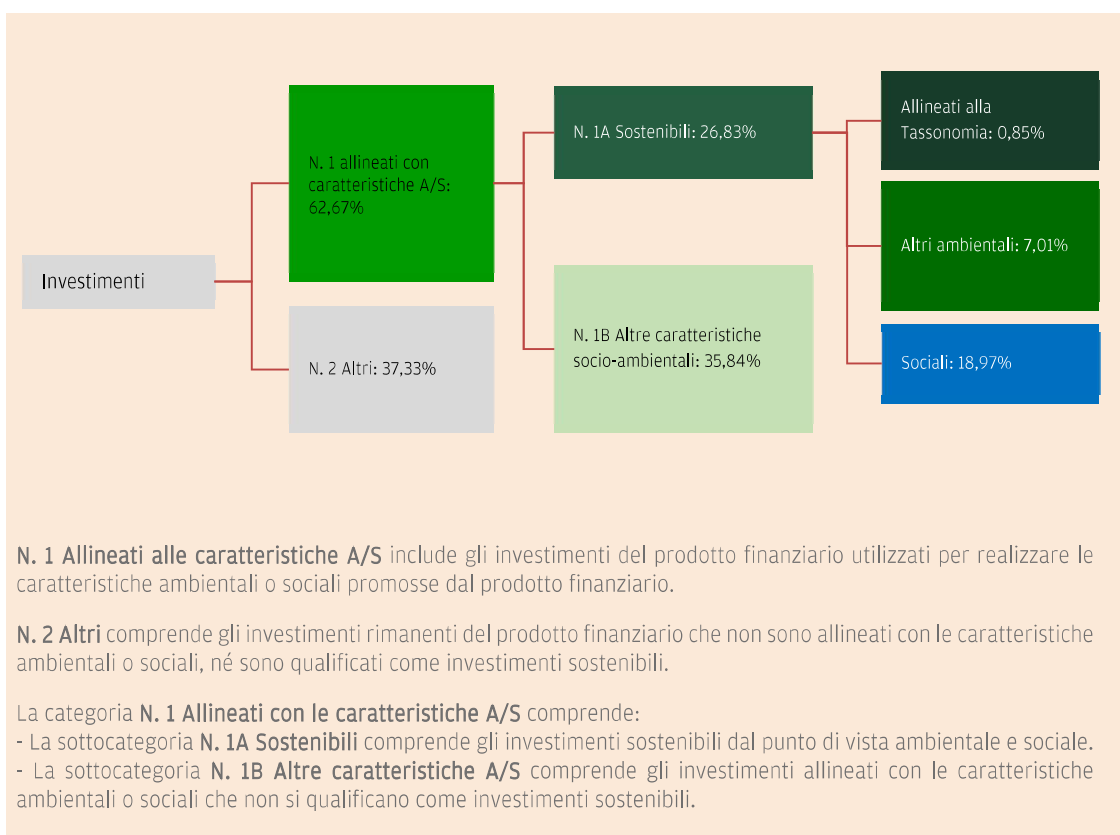 Investimenti
N. 1 allineati con
caratteristiche A/S:
62,67%
N. 2 Altri: 37,33%
N. 1A Sostenibili: 26,83%
N. 1B Altre caratteristiche
socio-ambientali: 35,84%
Allineati alla
Tassonomia: 0,85%
Altri ambientali: 7,01%
Sociali: 18,97%
N. 1 Allineati alle caratteristiche A/S include gli investimenti del prodotto finanziario utilizzati per realizzare le
caratteristiche ambientali o sociali promosse dal prodotto finanziario.
N. 2 Altri comprende gli investimenti rimanenti del prodotto finanziario che non sono allineati con le caratteristiche
ambientali o sociali, né sono qualificati come investimenti sostenibili.
La categoria N. 1 Allineati con le caratteristiche A/S comprende:
- La sottocategoria N. 1A Sostenibili comprende gli investimenti sostenibili dal punto di vista ambientale e sociale.
- La sottocategoria N. 1B Altre caratteristiche A/S comprende gli investimenti allineati con le caratteristiche
ambientali o sociali che non si qualificano come investimenti sostenibili.